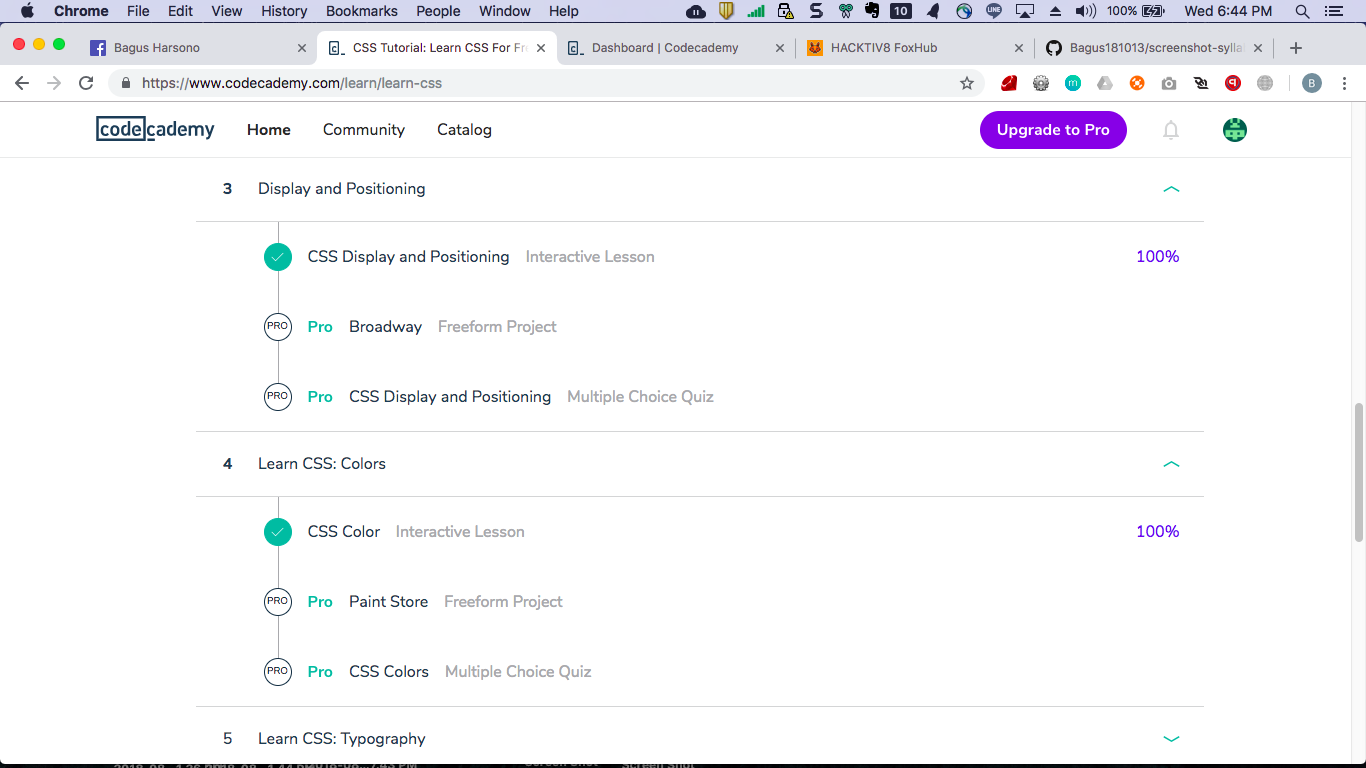 Chrome File Edit View History Bookmarks People Window Help 10 100% Wed 6:44 PM
Bagus Harsono CSS Tutorial: Learn CSS For Fr Dashboard | Codecademy HACKTIV8 FoxHub Bagus181013/screenshot-sylla
https://www.codecademy.com/learn/learn-css B
codecademy Home Community Catalog Upgrade to Pro
3 Display and Positioning
CSS Display and Positioning Interactive Lesson 100%
PRO Pro Broadway Freeform Project
PRO Pro CSS Display and Positioning Multiple Choice Quiz
4 Learn CSS: Colors
CSS Color Interactive Lesson 100%
PRO Pro Paint Store Freeform Project
PRO Pro CSS Colors Multiple Choice Quiz
5 Learn CSS: Typography